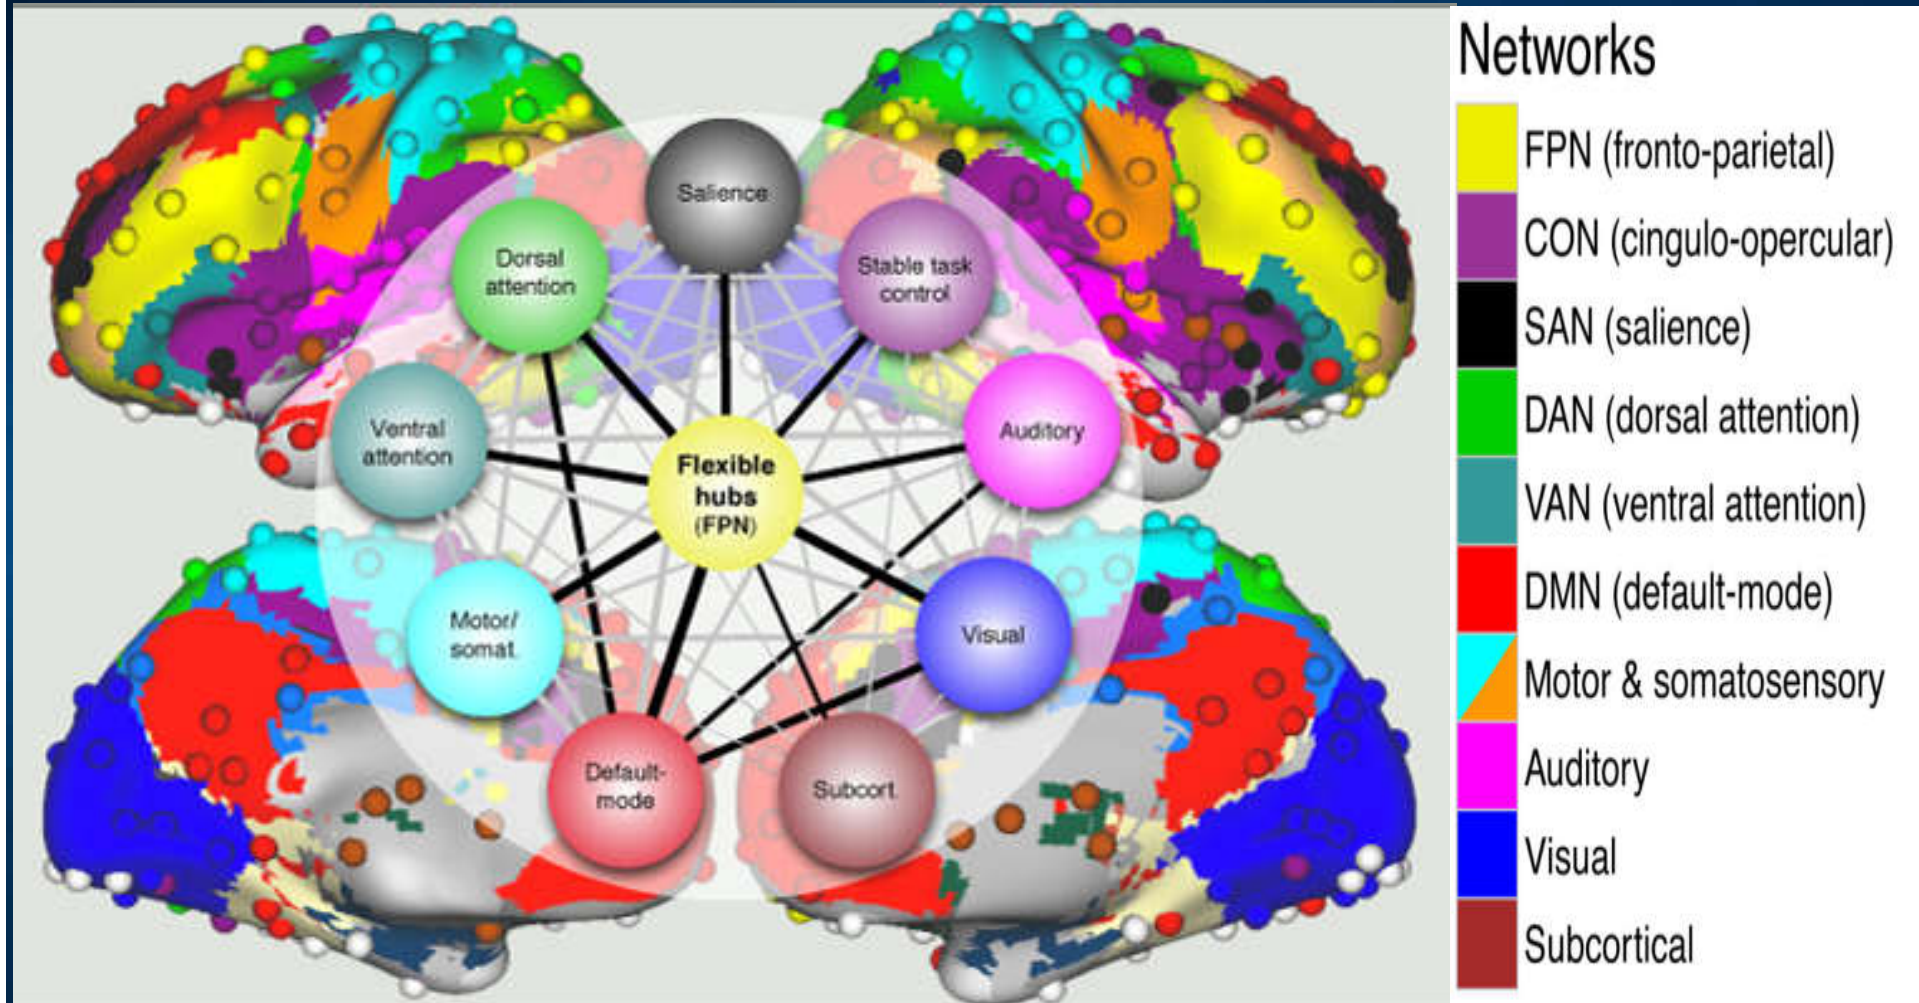 Salience
Dorsal
attention
Stable task
control
Ventral
attention
Auditory
Flexible
hubs
(FPN)
Motor/
somat.
Visual
Default-
mode
Subcort.
Networks
FPN (fronto-parietal)
CON (cingulo-opercular)
SAN (salience)
DAN (dorsal attention)
VAN (ventral attention)
DMN (default-mode)
Motor & somatosensory
Auditory
Visual
Subcortical